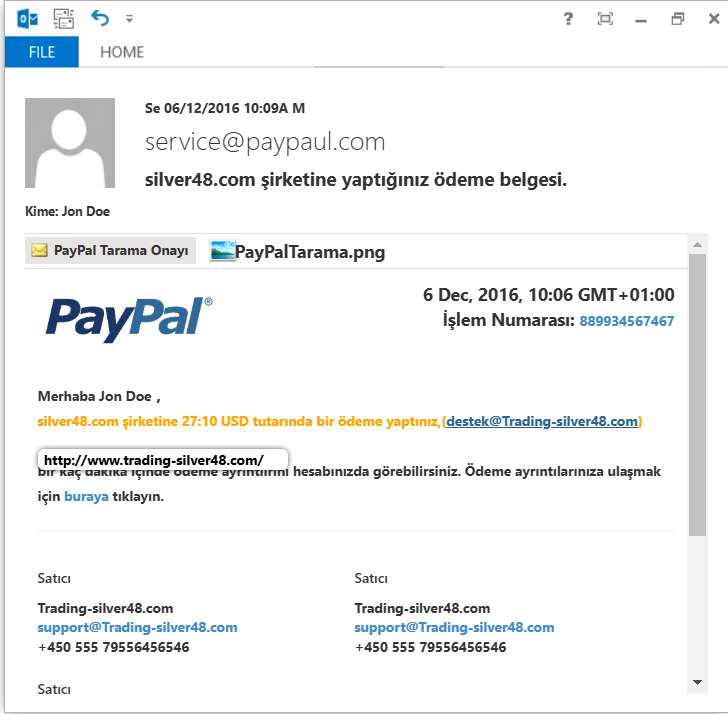 FILE HOME
Se 06/12/2016 10:09A M
service@paypaul.com
silver48.com şirketine yaptığınız ödeme belgesi.
Kime: Jon Doe
PayPal Tarama Onayı PayPalTarama.png
PayPal®
6 Dec, 2016, 10:06 GMT+01:00
İşlem Numarası: 889934567467
Merhaba Jon Doe ,
silver48.com şirketine 27:10 USD tutarında bir ödeme yaptınız,(destek@Trading-silver48.com)
http://www.trading-silver48.com/
bir kaç dakika içinde ödeme ayrıntılrını hesabınızda görebilirsiniz. Ödeme ayrıntılarınıza ulaşmak
için buraya tıklayın.
Satıcı
Trading-silver48.com
support@Trading-silver48.com
+450 555 79556456546
Satıcı
Satıcı
Trading-silver48.com
support@Trading-silver48.com
+450 555 79556456546